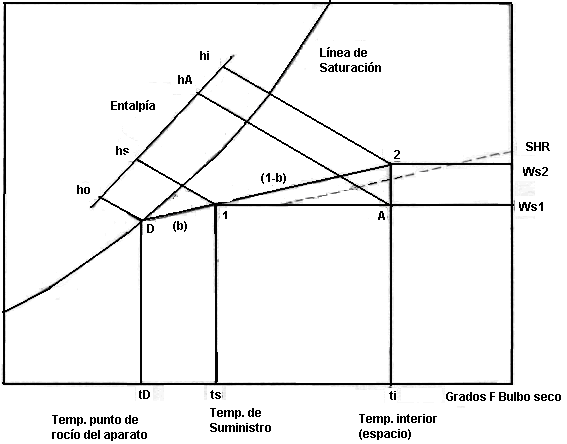 Línea de
Saturación
hi
hA
Entalpía
hs
ho
SHR
2
Ws2
(1-b)
Ws1
D
(b)
1
A
tD
ts
ti
Grados F Bulbo seco
Temp. punto de
rocío del aparato
Temp. de
Suministro
Temp. interior
(espacio)